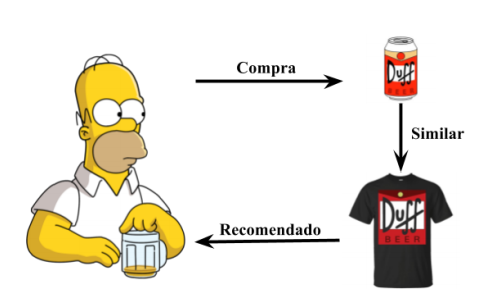 Compra
Duff
BEER
Similar
Duff
BEER
Recomendado